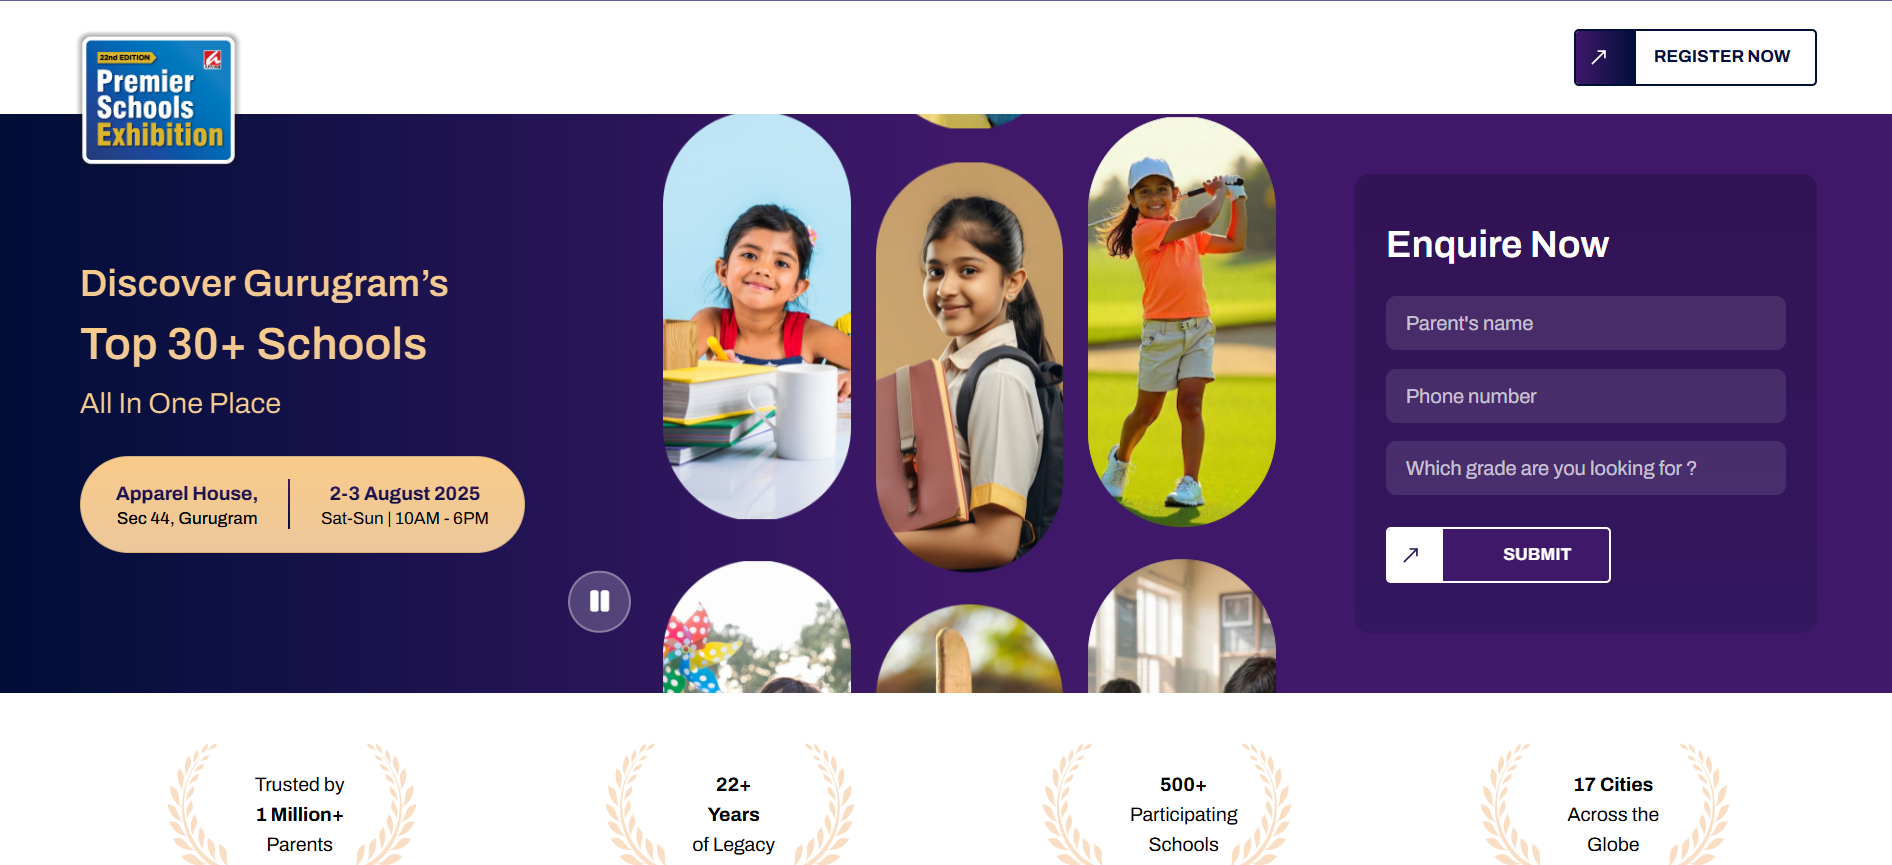 22nd EDITION
Premier
Schools
Exhibition
REGISTER NOW
Discover Gurugram’s
Top 30+ Schools
All In One Place
Apparel House,
Sec 44, Gurugram
2-3 August 2025
Sat-Sun | 10AM - 6PM
Enquire Now
Parent's name
Phone number
Which grade are you looking for ?
SUBMIT
Trusted by
1 Million+
Parents
22+
Years
of Legacy
500+
Participating
Schools
17 Cities
Across the
Globe